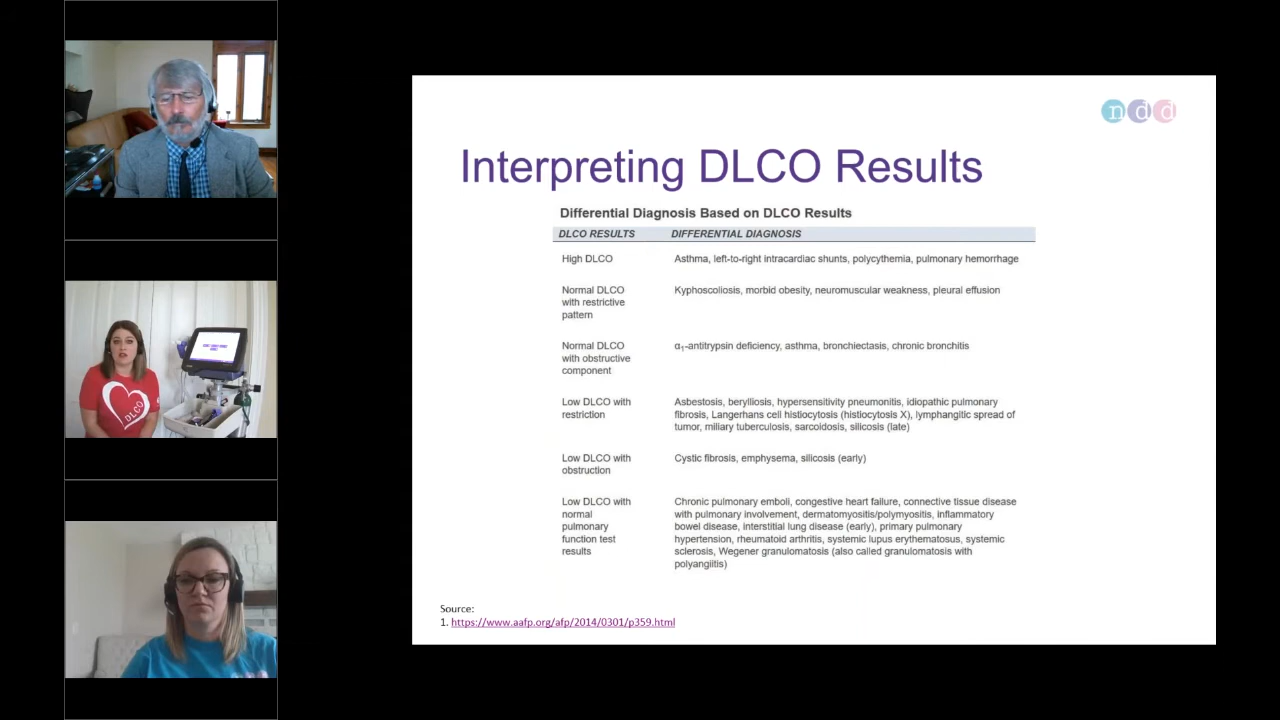 ndd
Interpreting DLCO Results
Differential Diagnosis Based on DLCO Results
DLCO RESULTS DIFFERENTIAL DIAGNOSIS
High DLCO Asthma, left-to-right intracardiac shunts, polycythemia, pulmonary hemorrhage
Normal DLCO Kyphoscoliosis, morbid obesity, neuromuscular weakness, pleural effusion
with restrictive
pattern
Normal DLCO α1-antitrypsin deficiency, asthma, bronchiectasis, chronic bronchitis
with obstructive
component
Low DLCO with Asbestosis, berylliosis, hypersensitivity pneumonitis, idiopathic pulmonary
restriction fibrosis, Langerhans cell histiocytosis (histiocytosis X), lymphangitic spread of
tumor, miliary tuberculosis, sarcoidosis, silicosis (late)
Low DLCO with Cystic fibrosis, emphysema, silicosis (early)
obstruction
Low DLCO with Chronic pulmonary emboli, congestive heart failure, connective tissue disease
normal with pulmonary involvement, dermatomyositis/polymyositis, inflammatory
pulmonary bowel disease, interstitial lung disease (early), primary pulmonary
function test hypertension, rheumatoid arthritis, systemic lupus erythematosus, systemic
results sclerosis, Wegener granulomatosis (also called granulomatosis with
polyangiitis)
Source:
1. https://www.aafp.org/afp/2014/0301/p359.html
DLCO